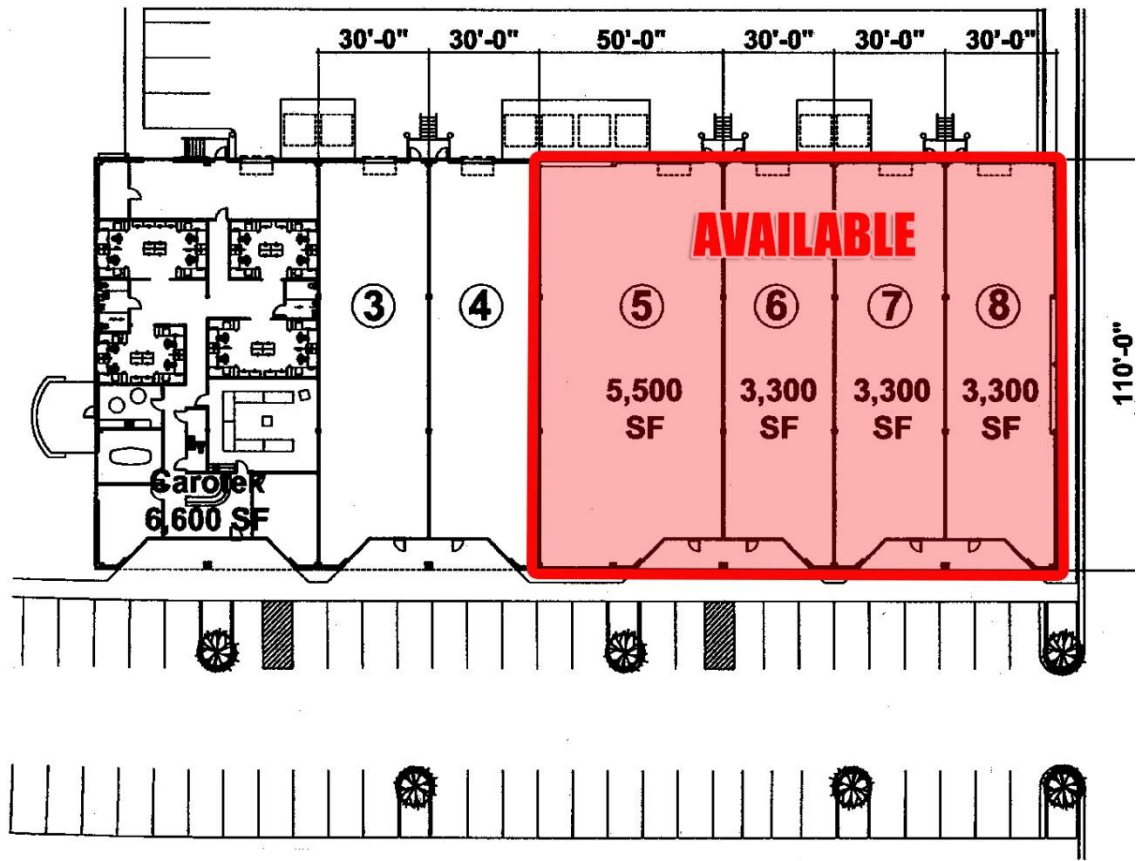 30'-0" 30'-0" 50'-0" 30'-0" 30'-0" 30'-0"
AVAILABLE
3 4 5 6 7 8
110'-0"
5,500 3,300 3,300 3,300
SF SF SF SF
Carotek
6,600 SF